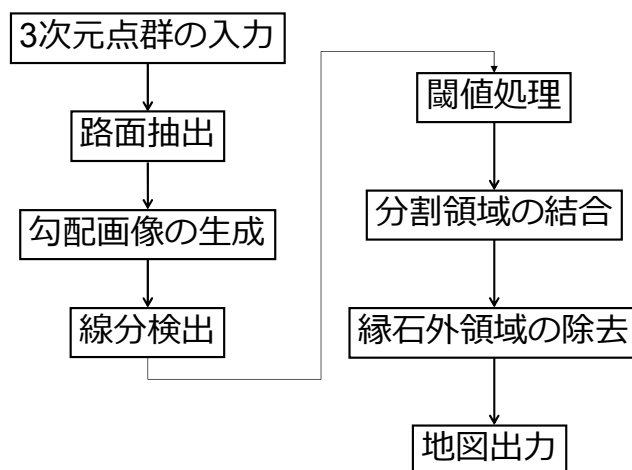 3次元点群の入力
路面抽出
勾配画像の生成
線分検出
閾値処理
分割領域の結合
縁石外領域の除去
地図出力